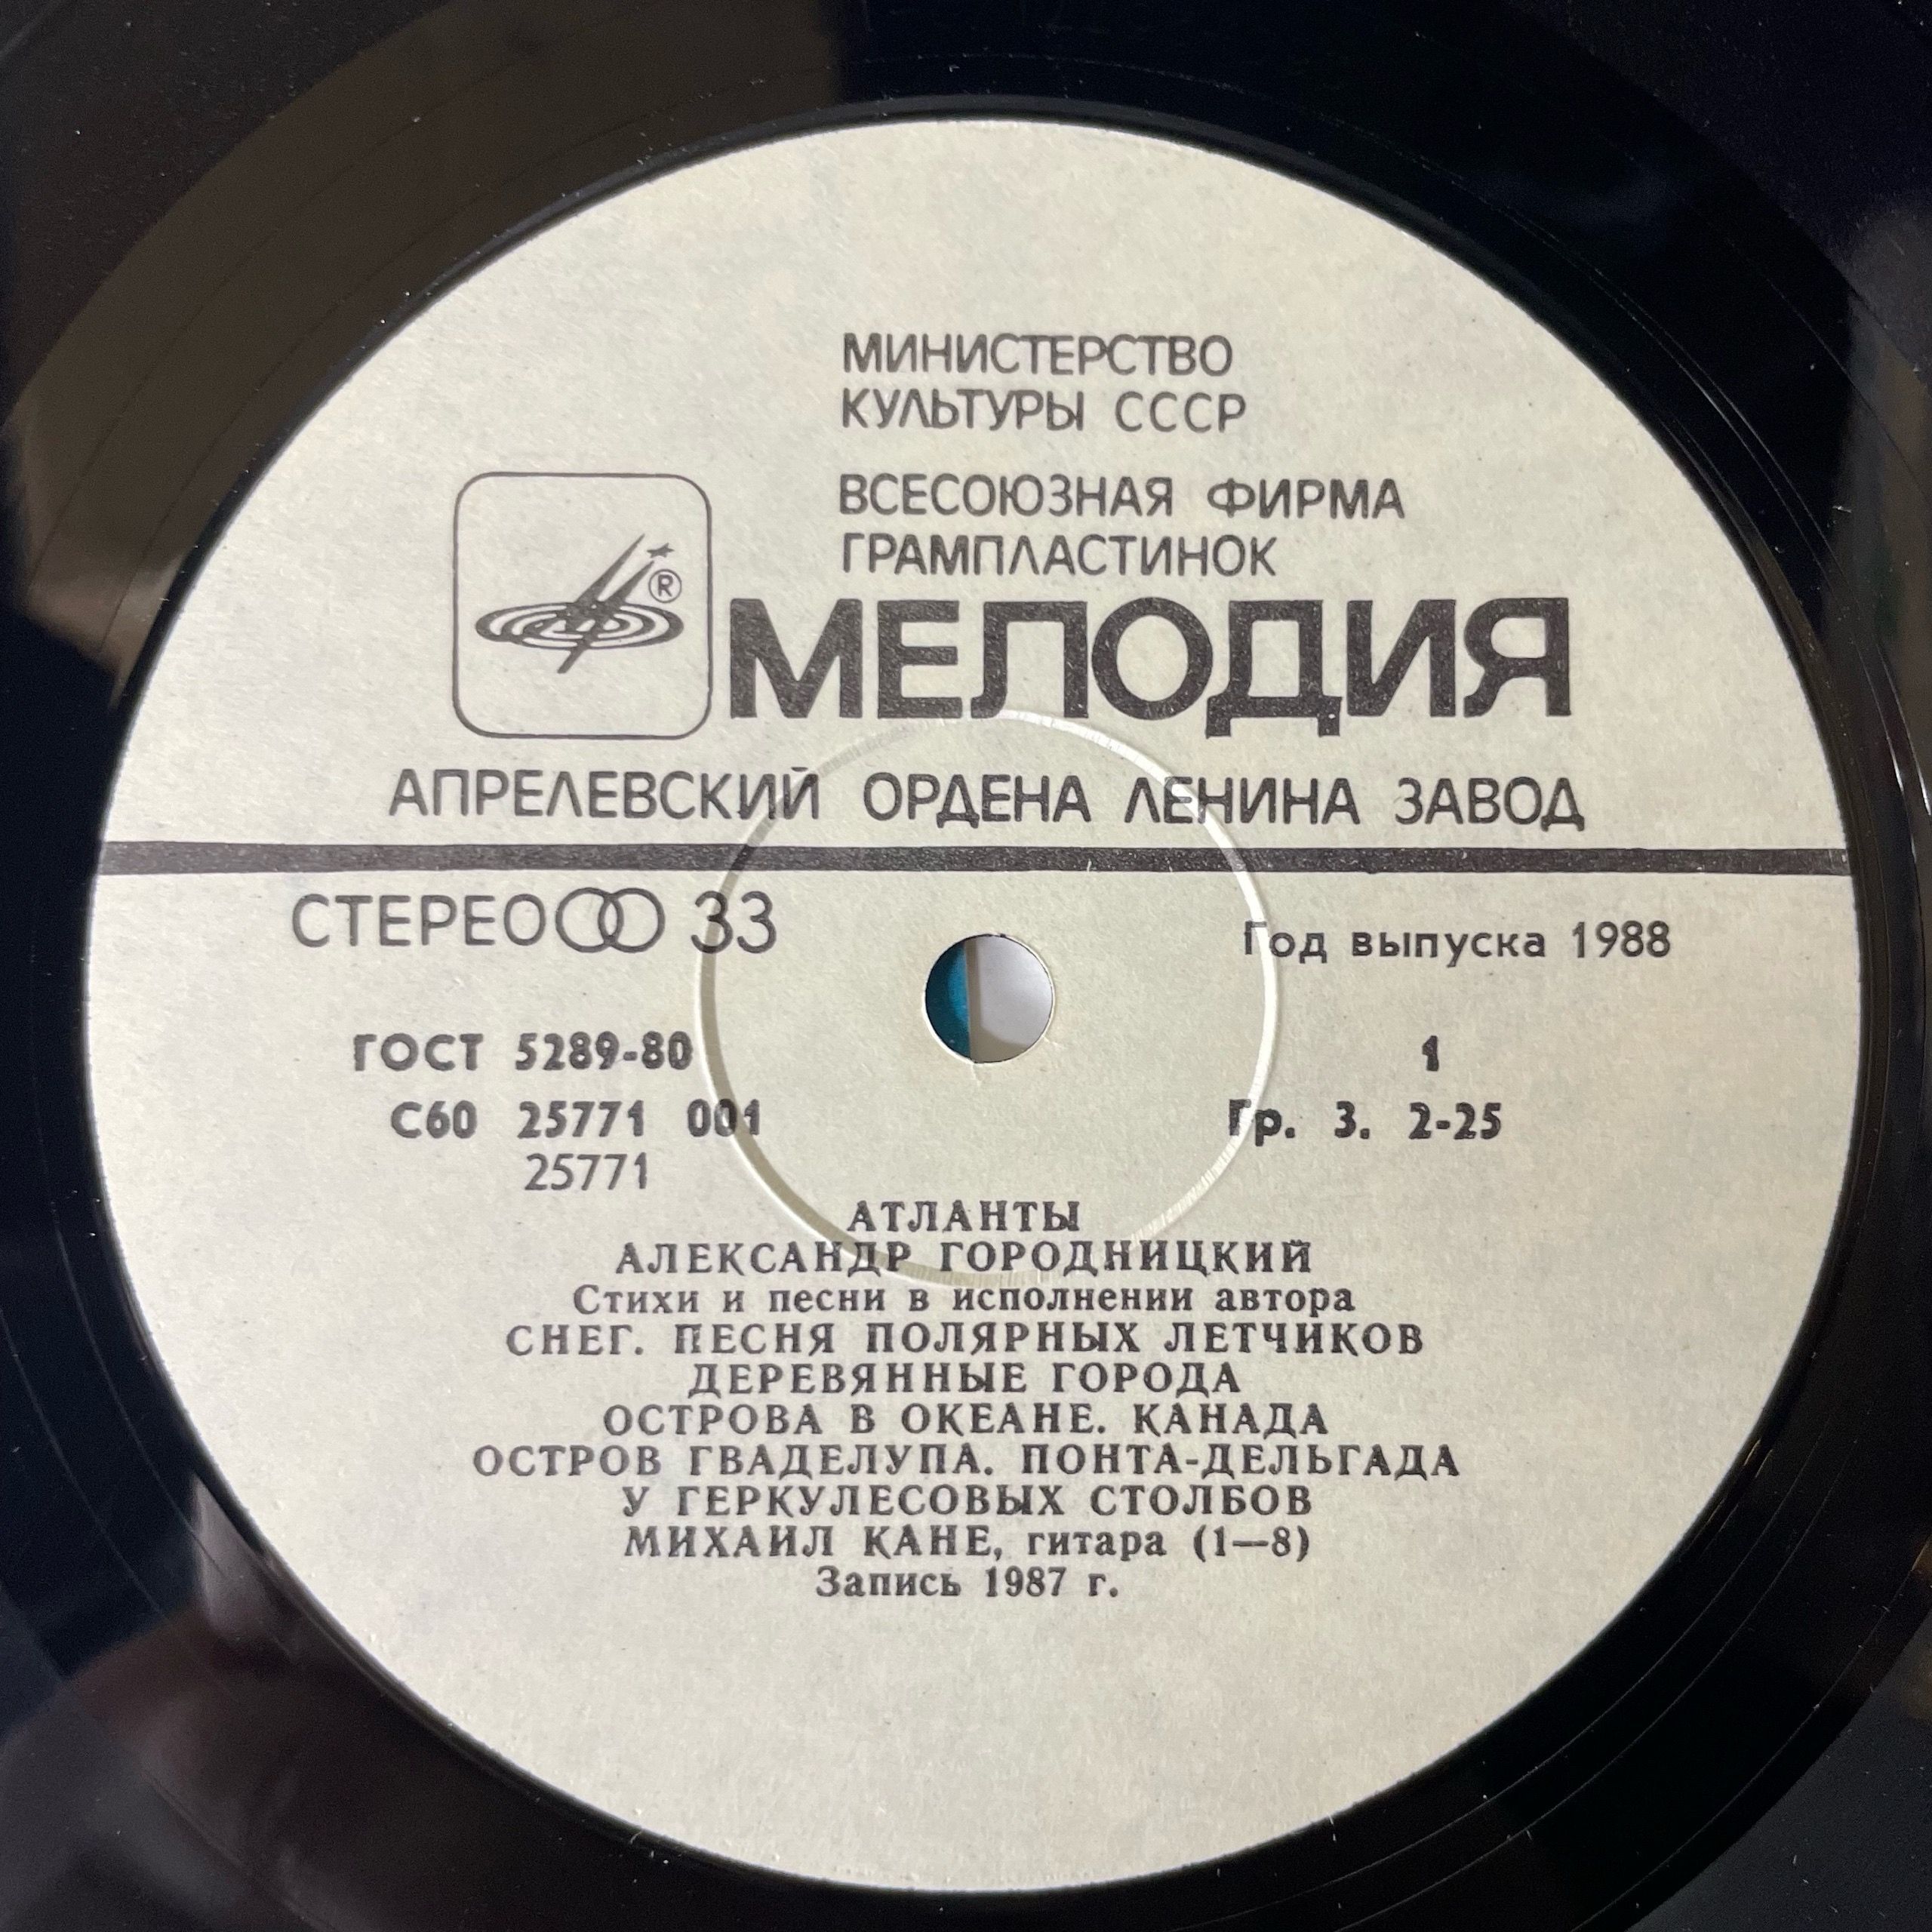 МИНИСТЕРСТВО
КУЛЬТУРЫ СССР
ВСЕСОЮЗНАЯ ФИРМА
ГРАМПЛАСТИНОК
®
МЕЛОДИЯ
АПРЕЛЕВСКИЙ ОРДЕНА ЛЕНИНА ЗАВОД
СТЕРЕО 33
Год выпуска 1988
ГОСТ 5289-80
1
С60 25771 001
Гр. 3. 2-25
25771
АТЛАНТЫ
АЛЕКСАНДР ГОРОДНИЦКИЙ
Стихи и песни в исполнении автора
СНЕГ. ПЕСНЯ ПОЛЯРНЫХ ЛЕТЧИКОВ
ДЕРЕВЯННЫЕ ГОРОДА
ОСТРОВА В ОКЕАНЕ. КАНАДА
ОСТРОВ ГВАДЕЛУПА. ПОНТА-ДЕЛЬГАДА
У ГЕРКУЛЕСОВЫХ СТОЛБОВ
МИХАИЛ КАНЕ, гитара (1—8)
Запись 1987 г.